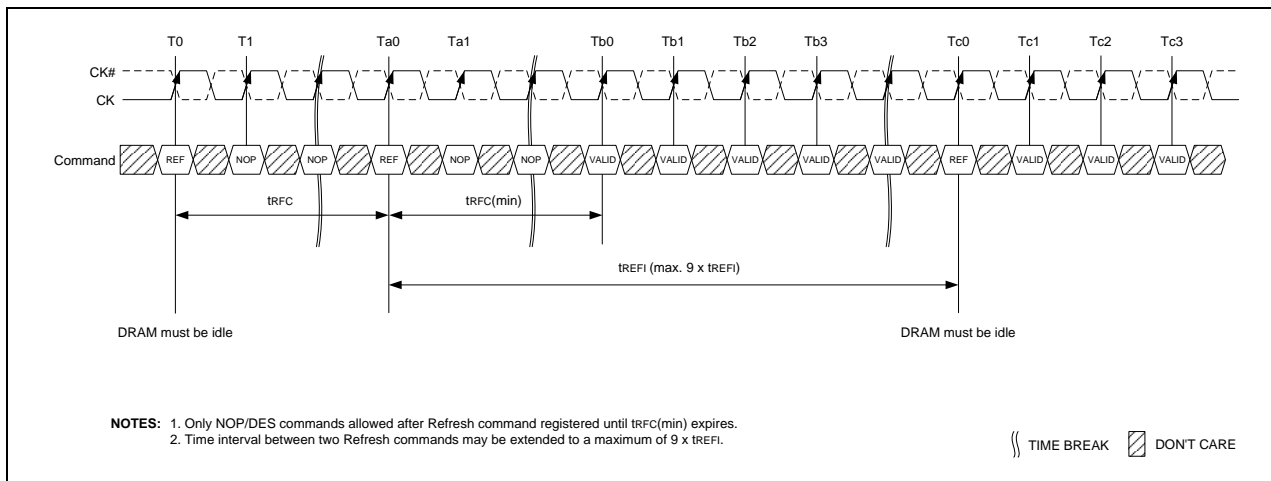 T0 T1 Ta0 Ta1 Tb0 Tb1 Tb2 Tb3 Tc0 Tc1 Tc2 Tc3
CK#
CK
Command REF NOP NOP REF NOP NOP VALID VALID VALID VALID VALID REF VALID VALID VALID
tRFC tRFC(min)
tREFI (max. 9 x tREFI)
DRAM must be idle DRAM must be idle
NOTES: 1. Only NOP/DES commands allowed after Refresh command registered until tRFC(min) expires.
2. Time interval between two Refresh commands may be extended to a maximum of 9 x tREFI.
TIME BREAK DON'T CARE